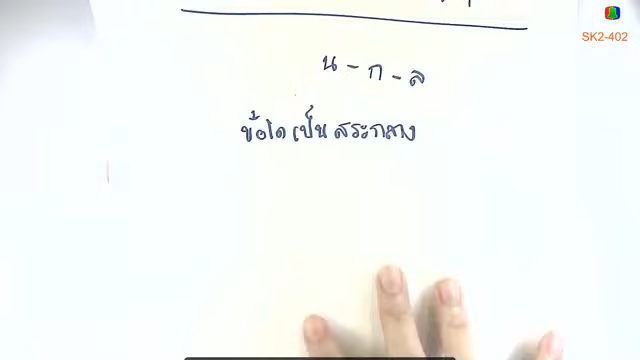 SK2-402
น - ก - ล
ข้อใด เป็น สระกลาง